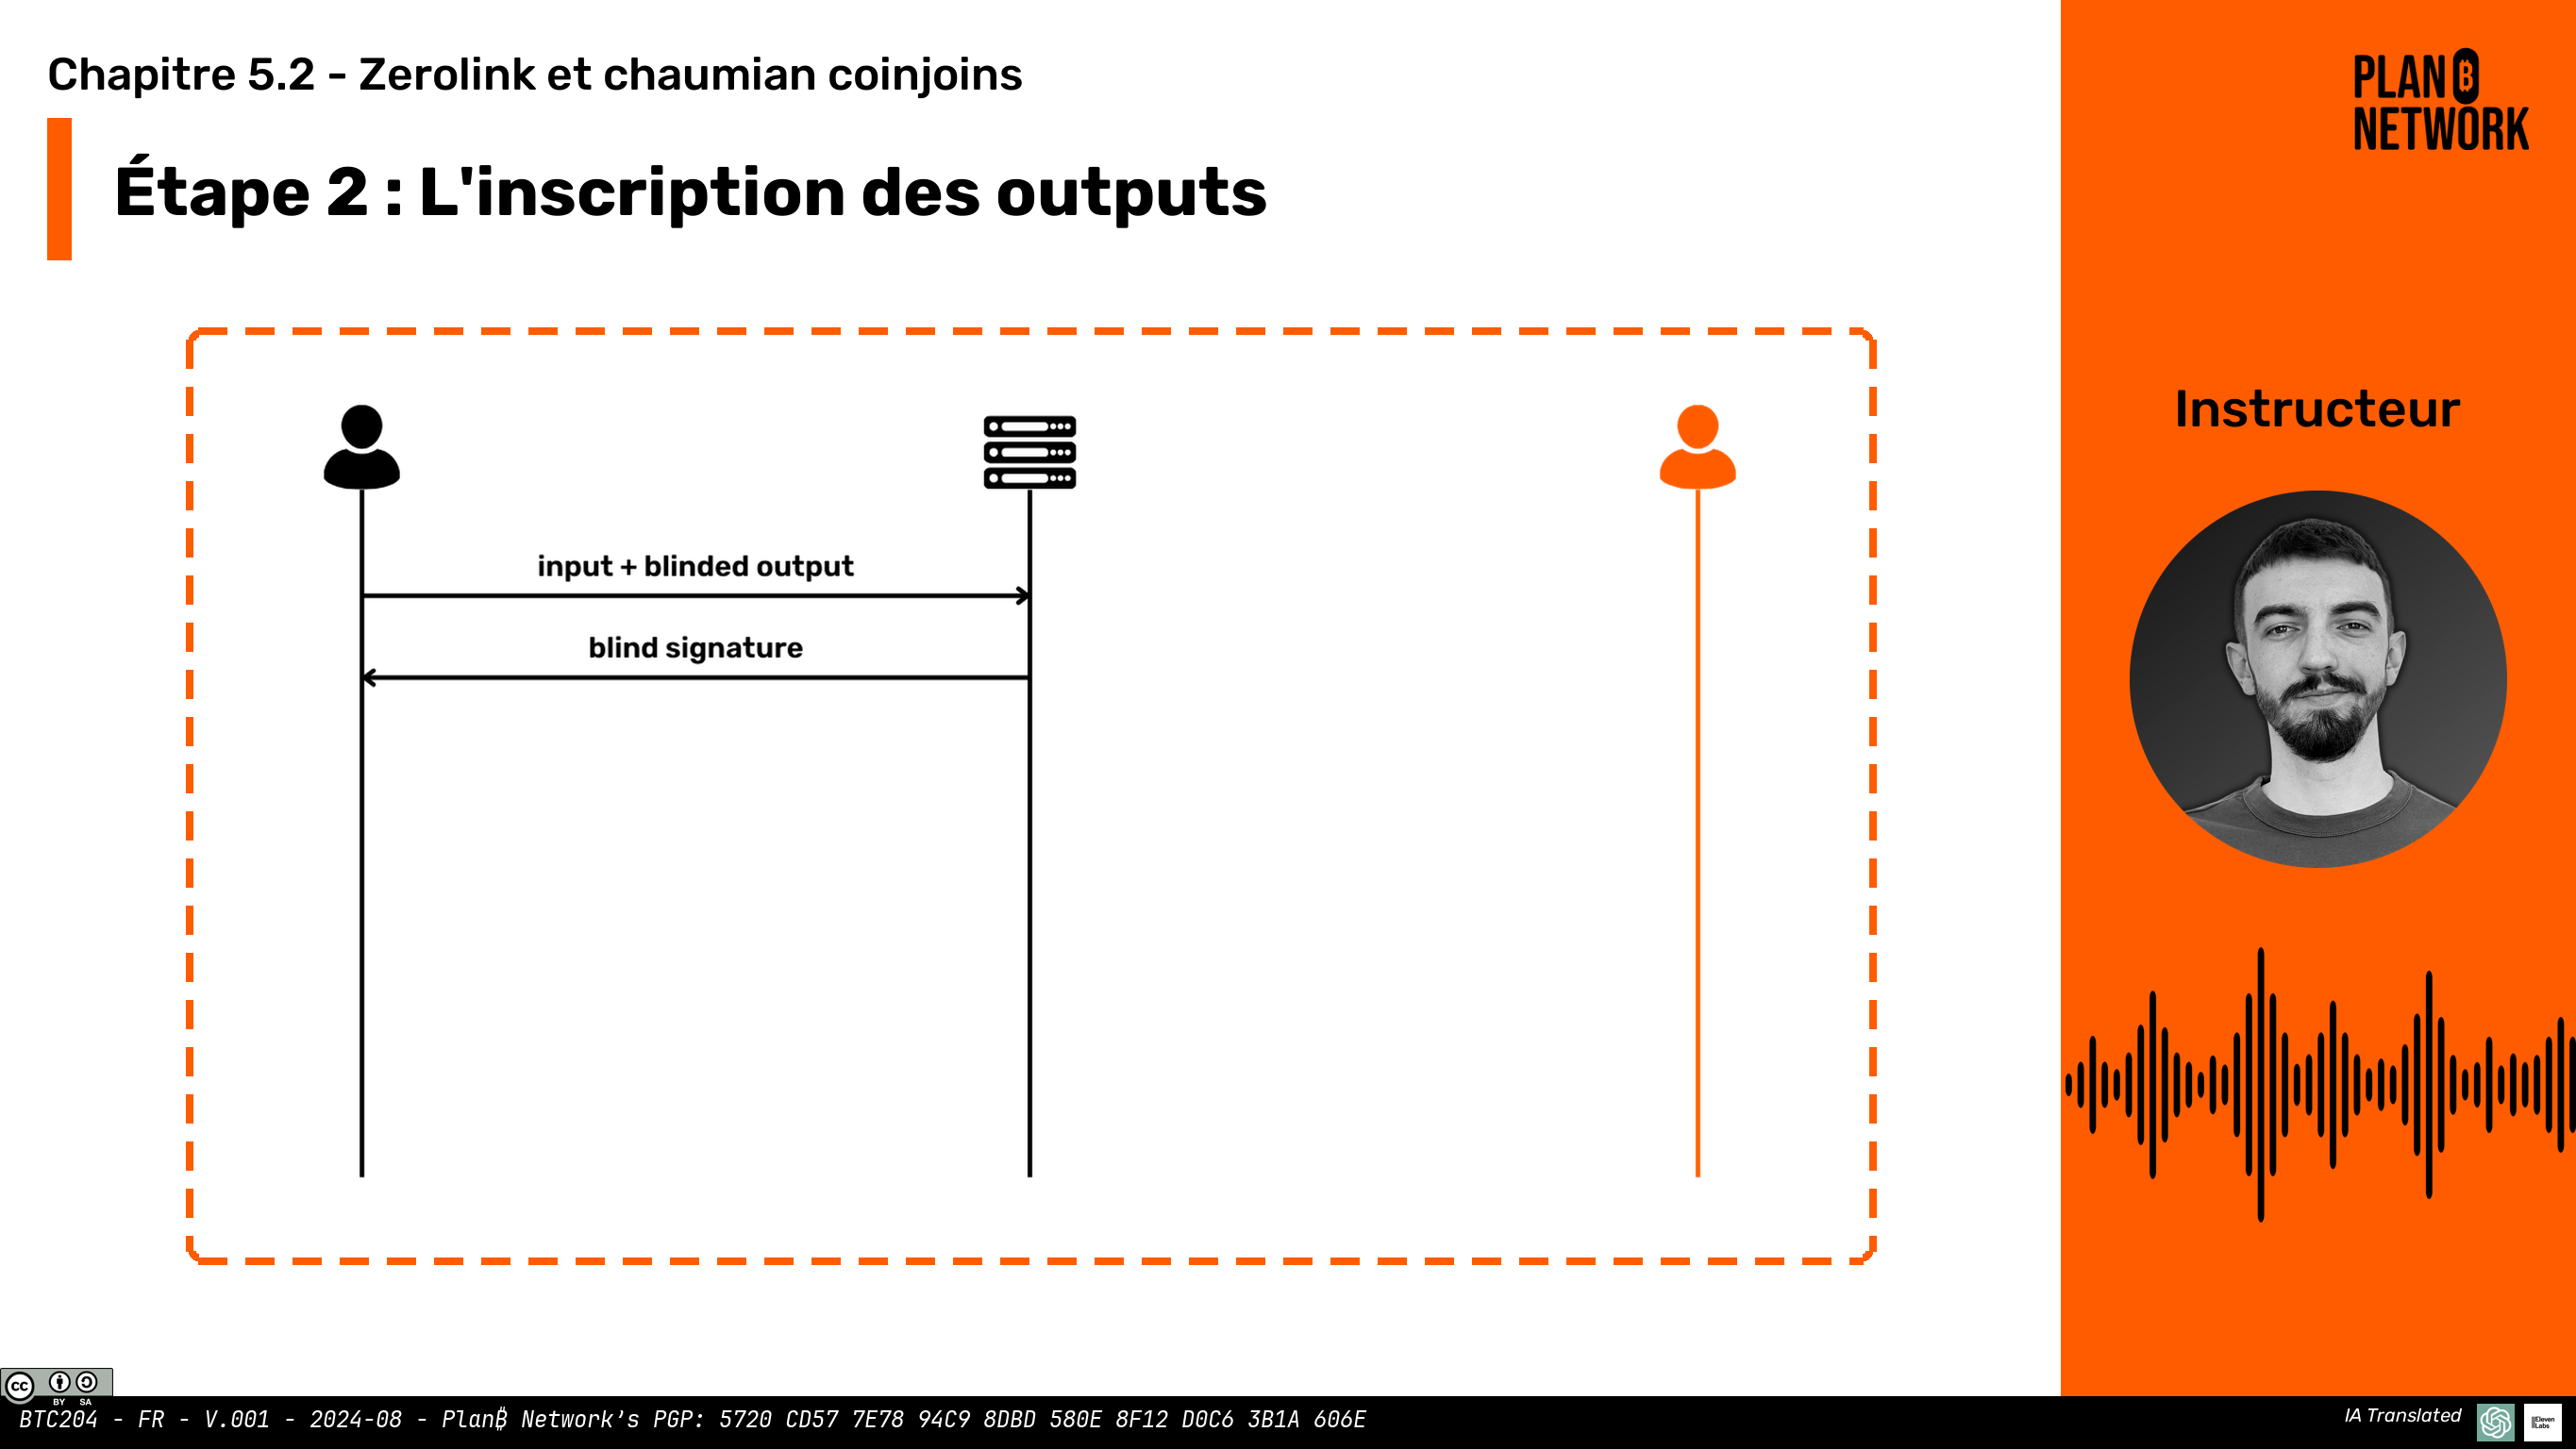 Chapitre 5.2 - Zerolink et chaumian coinjoins
Étape 2 : L'inscription des outputs
input + blinded output
blind signature
PLAN ₿
NETWORK
Instructeur
cc
BY SA
BTC204 - FR - V.001 - 2024-08 - Plan₿ Network's PGP: 5720 CD57 7E78 94C9 8DBD 580E 8F12 D0C6 3B1A 606E
IA Translated
ElevenLabs